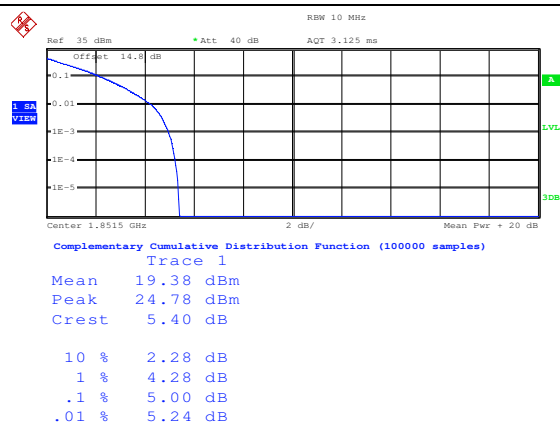 R S
RBW 10 MHz
Ref 35 dBm * Att 40 dB AQT 3.125 ms
Offset 14.8 dB
A
0.1
1 SA
VIEW
0.01
LVL
1E-3
1E-4
1E-5
3DB
Center 1.8515 GHz 2 dB/ Mean Pwr + 20 dB
Complementary Cumulative Distribution Function (100000 samples)
Trace 1
Mean 19.38 dBm
Peak 24.78 dBm
Crest 5.40 dB
10 % 2.28 dB
1 % 4.28 dB
.1 % 5.00 dB
.01 % 5.24 dB